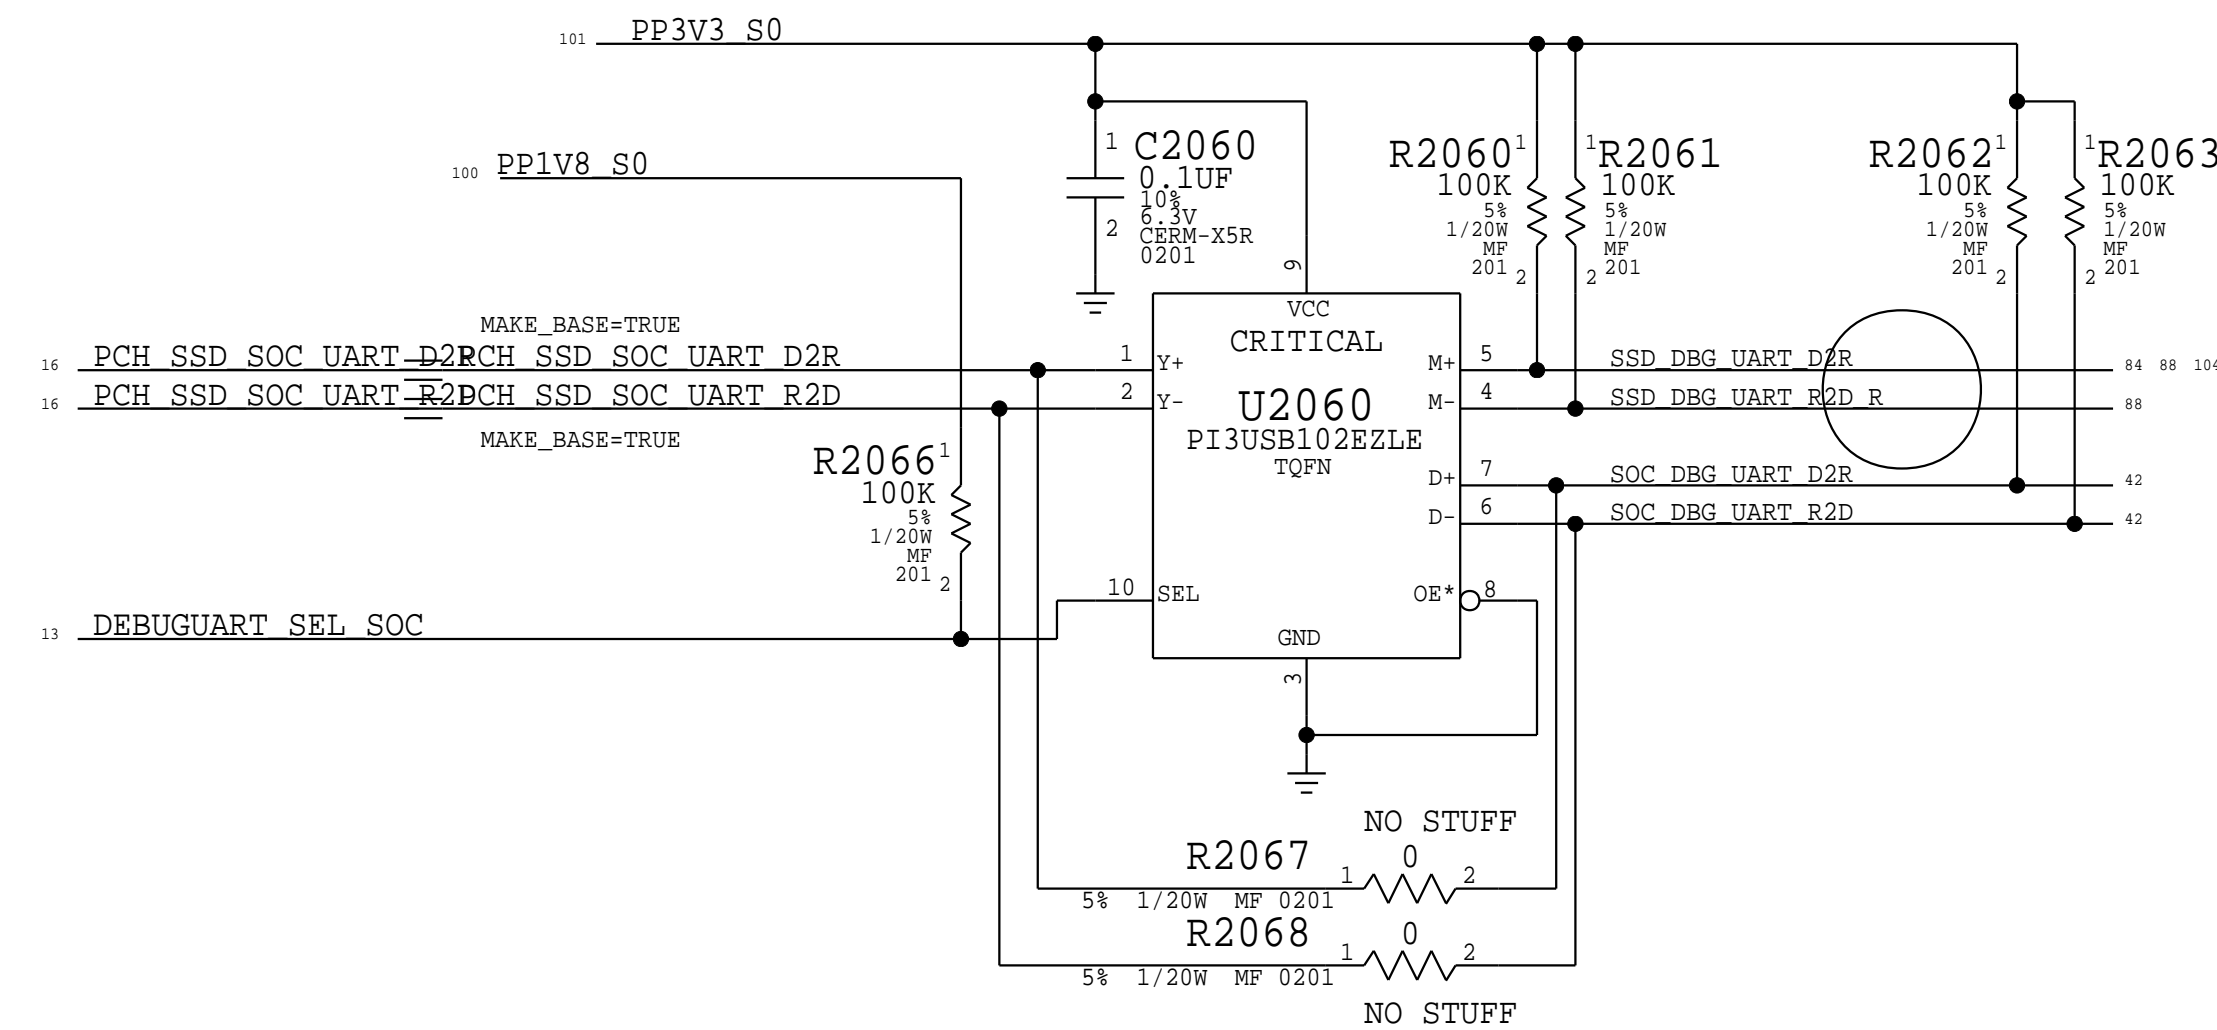 101 PP3V3_S0
100 PP1V8_S0
1 C2060
0.1UF
10%
6.3V
2 CERM-X5R
0201
R2060 1
100K
5%
1/20W
MF
201 2
1 R2061
100K
5%
1/20W
MF
2 201
R2062 1
100K
5%
1/20W
MF
201 2
1 R2063
100K
5%
1/20W
MF
2 201
MAKE_BASE=TRUE
16 PCH_SSD_SOC_UART_D2R PCH_SSD_SOC_UART_D2R
16 PCH_SSD_SOC_UART_R2D PCH_SSD_SOC_UART_R2D
MAKE_BASE=TRUE
9
VCC
CRITICAL
U2060
PI3USB102EZLE
TQFN
1 Y+
2 Y-
10 SEL
M+ 5
M- 4
D+ 7
D- 6
OE* 8
GND
3
SSD_DBG_UART_D2R 84 88 104
SSD_DBG_UART_R2D_R 88
SOC_DBG_UART_D2R 42
SOC_DBG_UART_R2D 42
R2066 1
100K
5%
1/20W
MF
201 2
13 DEBUGUART_SEL_SOC
NO STUFF
R2067 1 0 2
5% 1/20W MF 0201
R2068 1 0 2
5% 1/20W MF 0201
NO STUFF